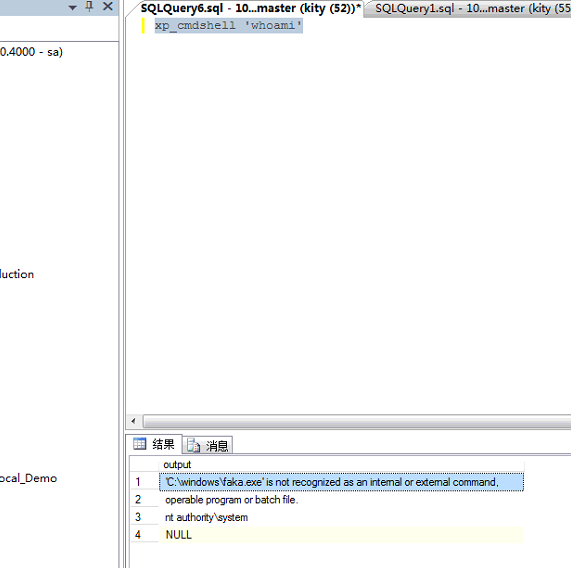 SQLQuery6.sql - 10...master (kity (52))* SQLQuery1.sql - 10...master (kity (55
xp_cmdshell 'whoami'
0.4000 - sa)
luction
ocal_Demo
结果 消息
output
1 'C:\windows\faka.exe' is not recognized as an internal or external command,
2 operable program or batch file.
3 nt authority\system
4 NULL